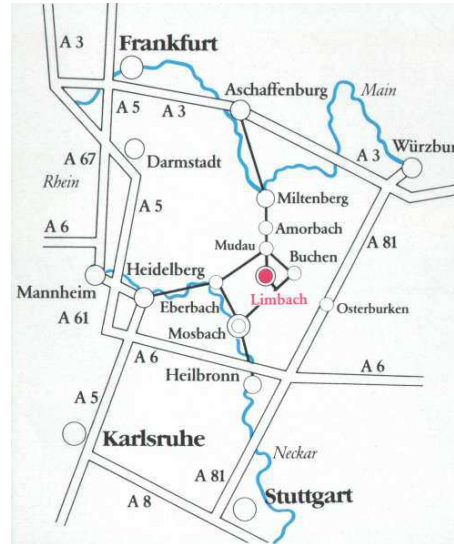 A 3
Frankfurt
Aschaffenburg
Main
A 5
A 3
Würzbur
A 3
A 67
Darmstadt
Rhein
A 5
Miltenberg
A 6
Amorbach
A 81
Mudau
Buchen
Heidelberg
Mannheim
Limbach
Eberbach
Osterburken
A 61
Mosbach
A 6
A 6
Heilbronn
A 5
Karlsruhe
Neckar
A 81
A 8
Stuttgart